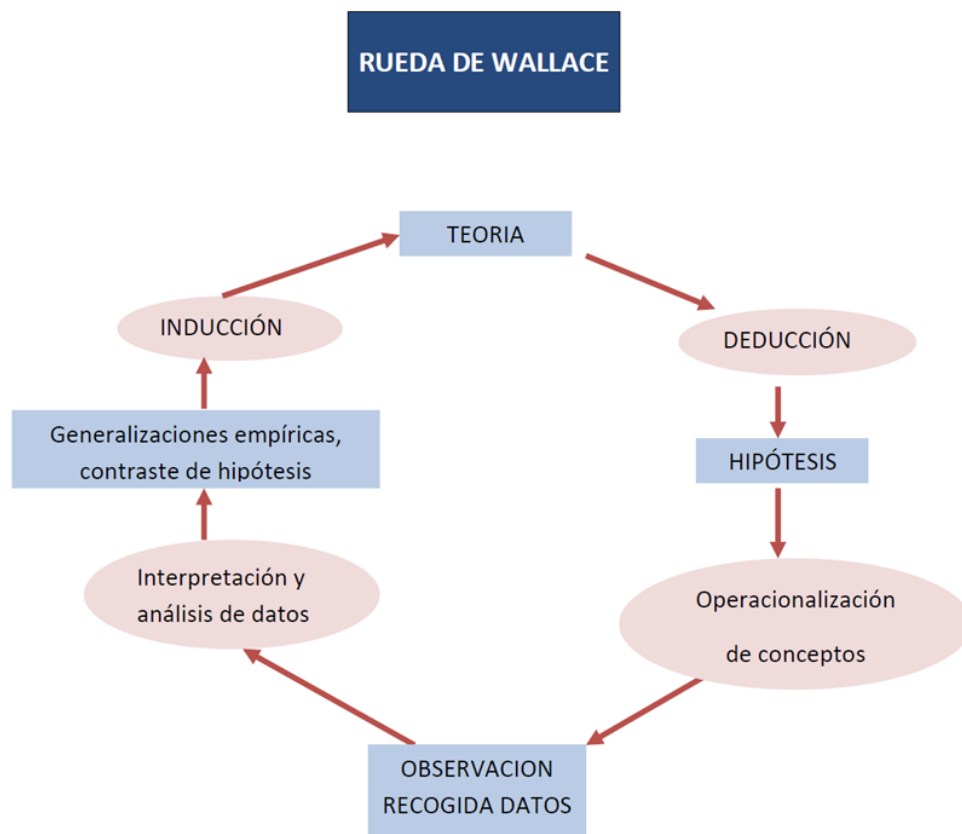 RUEDA DE WALLACE
TEORIA
INDUCCIÓN
DEDUCCIÓN
Generalizaciones empíricas,
contraste de hipótesis
HIPÓTESIS
Interpretación y
análisis de datos
Operacionalización
de conceptos
OBSERVACION
RECOGIDA DATOS